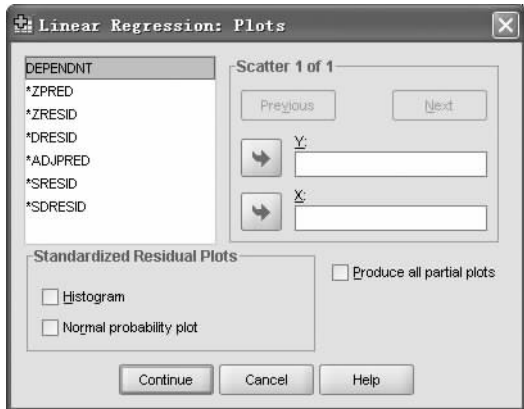 Linear Regression: Plots
DEPENDNT
*ZPRED
*ZRESID
*DRESID
*ADJPRED
*SRESID
*SDRESID
Scatter 1 of 1
Previous
Next
Y:
X:
Standardized Residual Plots
Histogram
Normal probability plot
Produce all partial plots
Continue
Cancel
Help